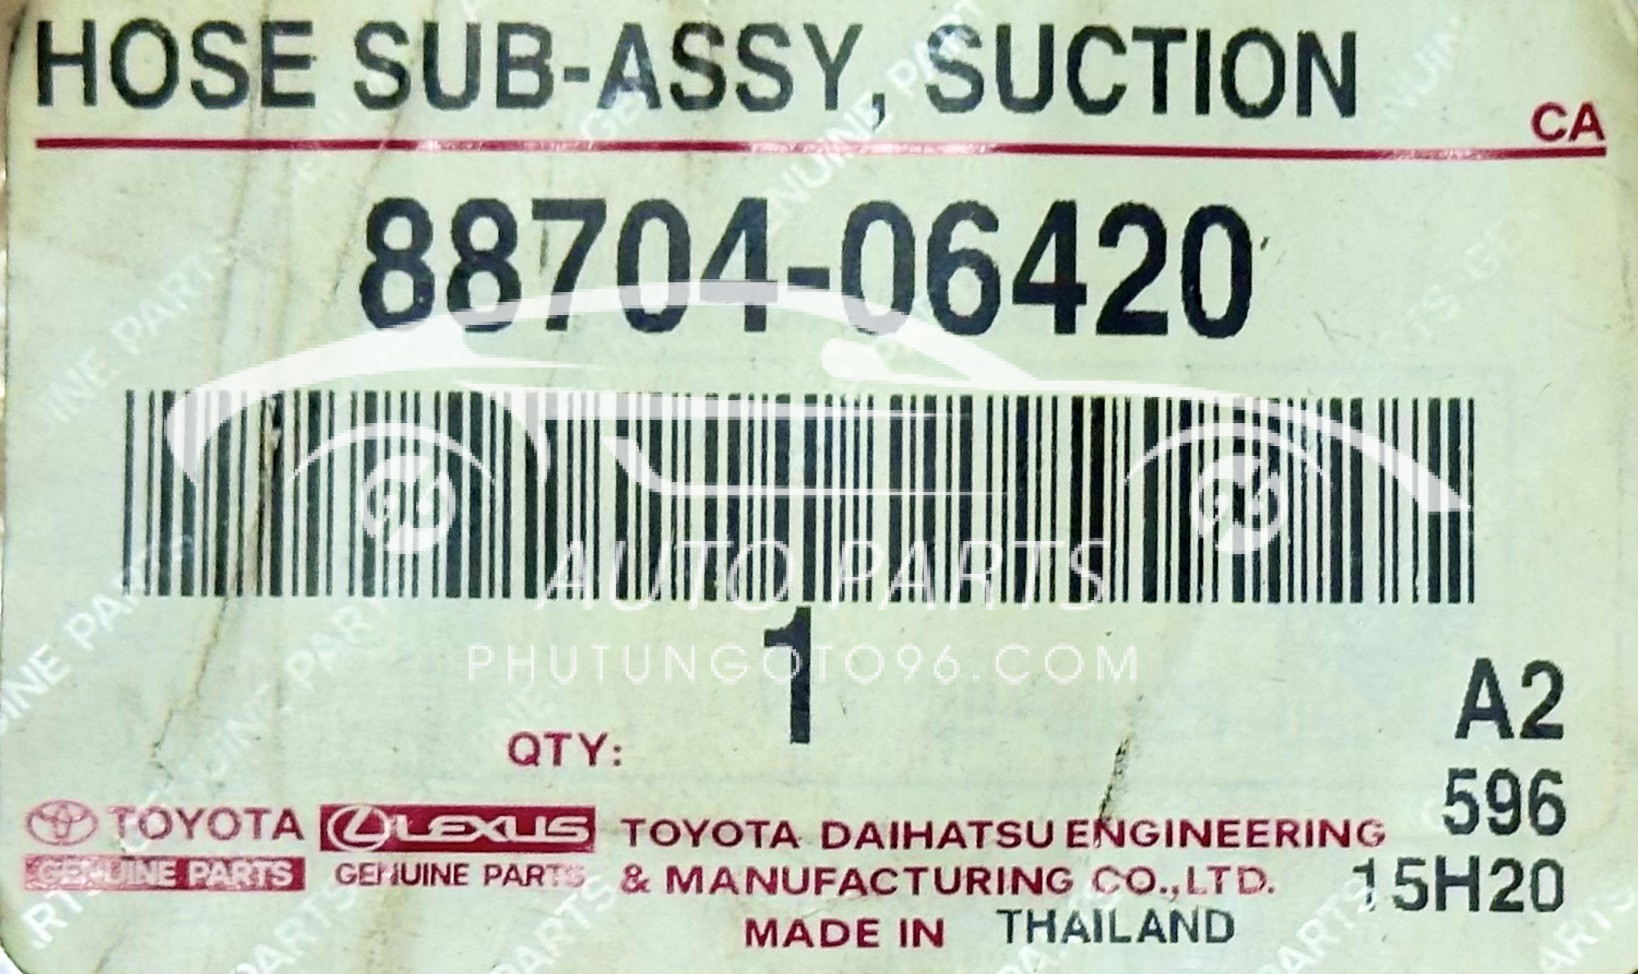 HOSE SUB-ASSY, SUCTION
CA
88704-06420
AUTO PARTS
PHUTUNGOTO96.COM
QTY: 1
A2
596
15H20
TOYOTA
GENUINE PARTS
LEXUS
GENUINE PARTS
TOYOTA DAIHATSU ENGINEERING
& MANUFACTURING CO.,LTD.
MADE IN THAILAND